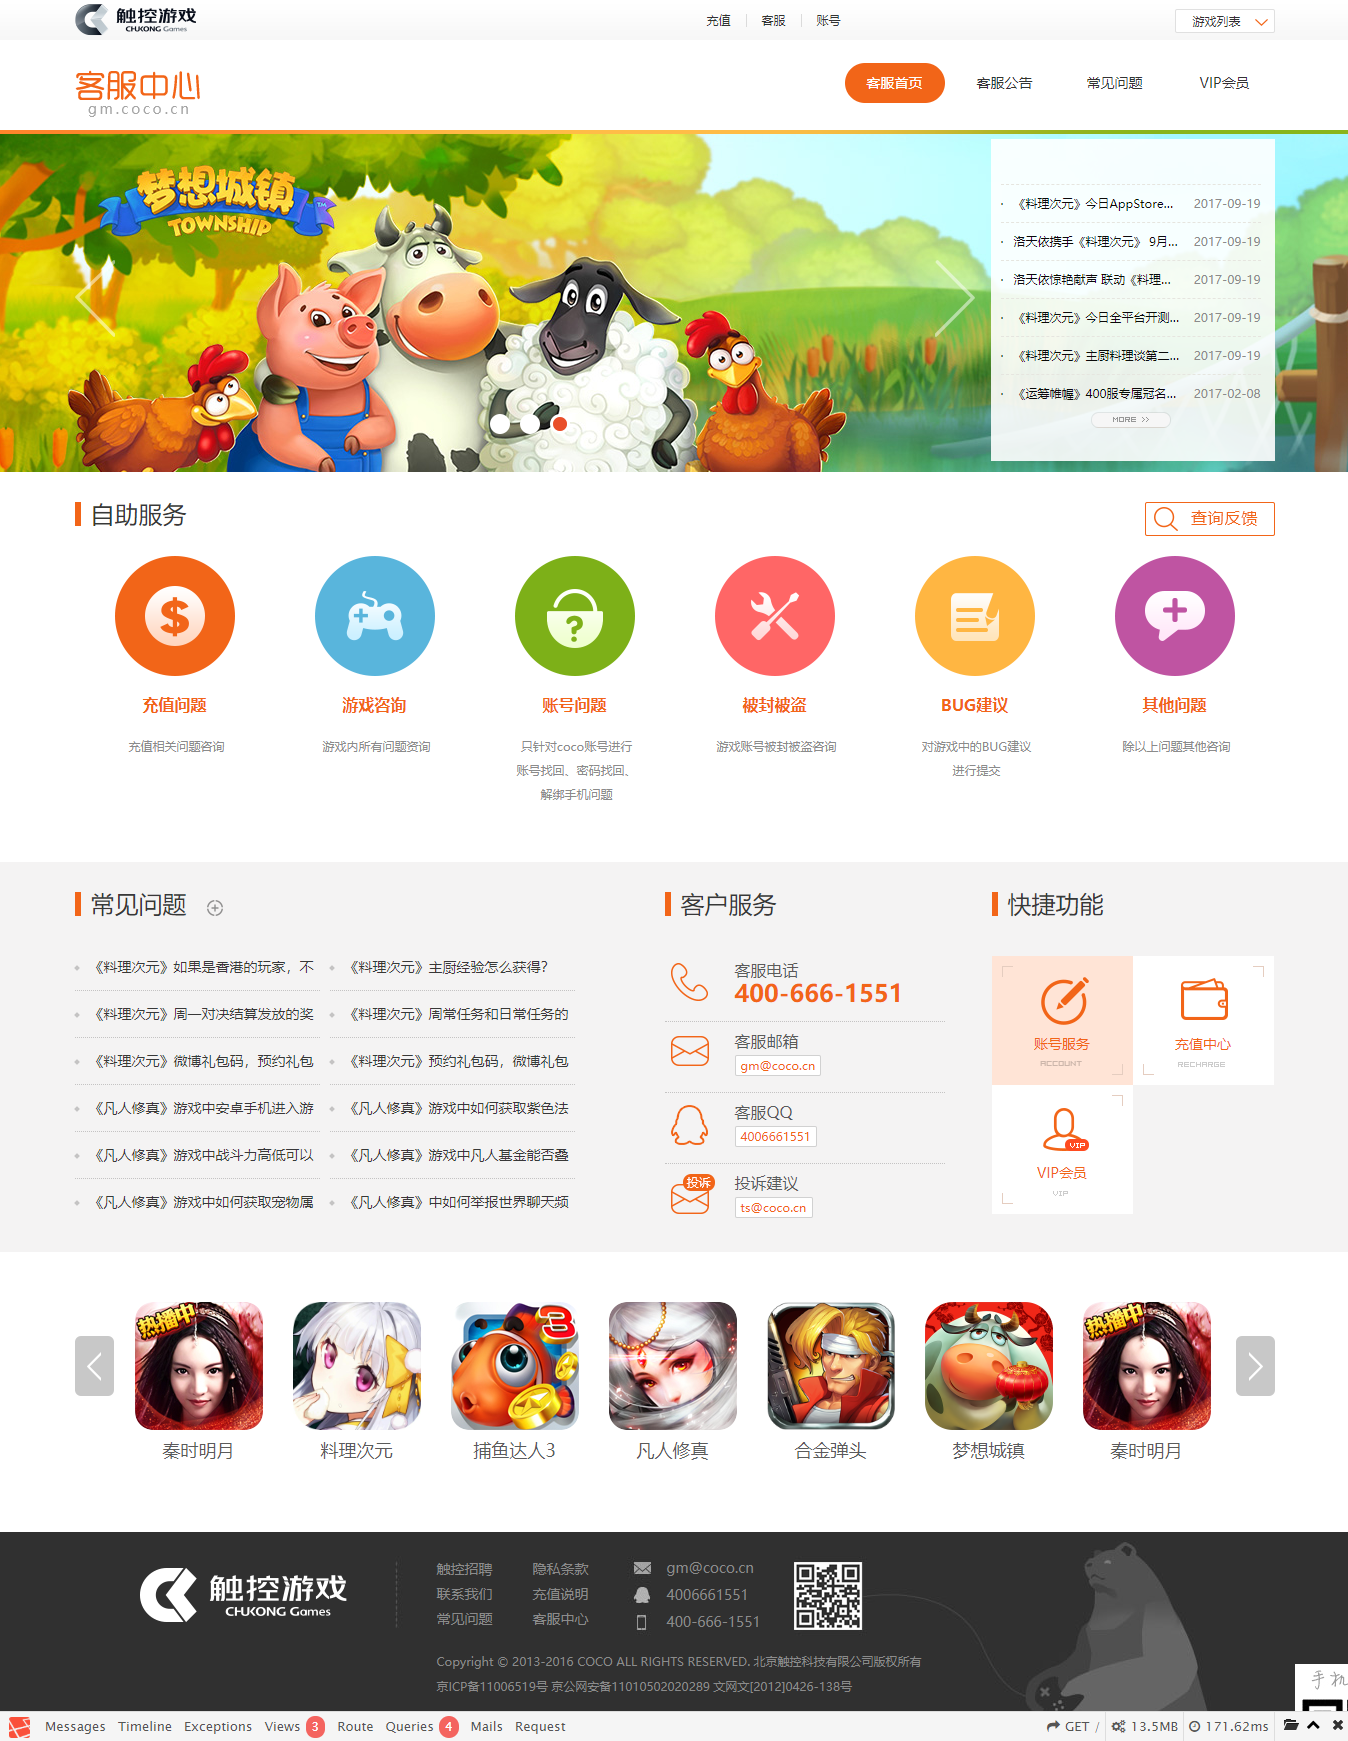 触控游戏
CHUKONG Games
充值
客服
账号
游戏列表
客服中心
gm.coco.cn
客服首页
客服公告
常见问题
VIP会员
梦想城镇
TOWNSHIP
TM
《料理次元》今日AppStore... 2017-09-19
洛天依携手《料理次元》 9月... 2017-09-19
洛天依惊艳献声 联动《料理... 2017-09-19
《料理次元》今日全平台开测... 2017-09-19
《料理次元》主厨料理谈第二... 2017-09-19
《运筹帷幄》400服专属冠名... 2017-02-08
MORE >>
自助服务
查询反馈
充值问题
游戏咨询
账号问题
被封被盗
BUG建议
其他问题
充值相关问题咨询
游戏内所有问题资询
只针对coco账号进行
账号找回、密码找回、
解绑手机问题
游戏账号被封被盗咨询
对游戏中的BUG建议
进行提交
除以上问题其他咨询
常见问题
《料理次元》如果是香港的玩家，不
《料理次元》主厨经验怎么获得？
《料理次元》周一对决结算发放的奖
《料理次元》周常任务和日常任务的
《料理次元》微博礼包码，预约礼包
《料理次元》预约礼包码，微博礼包
《凡人修真》游戏中安卓手机进入游
《凡人修真》游戏中如何获取紫色法
《凡人修真》游戏中战斗力高低可以
《凡人修真》游戏中凡人基金能否叠
《凡人修真》游戏中如何获取宠物属
《凡人修真》中如何举报世界聊天频
客户服务
客服电话
400-666-1551
客服邮箱
gm@coco.cn
客服QQ
4006661551
投诉
投诉建议
ts@coco.cn
快捷功能
账号服务
ACCOUNT
充值中心
RECHARGE
VIP
VIP会员
VIP
热播中
3
热播中
秦时明月
料理次元
捕鱼达人3
凡人修真
合金弹头
梦想城镇
秦时明月
触控游戏
CHUKONG Games
触控招聘
隐私条款
联系我们
充值说明
常见问题
客服中心
gm@coco.cn
4006661551
400-666-1551
Copyright © 2013-2016 COCO ALL RIGHTS RESERVED. 北京触控科技有限公司版权所有
京ICP备11006519号 京公网安备11010502020289 文网文[2012]0426-138号
手机
Messages Timeline Exceptions Views 3 Route Queries 4 Mails Request
GET / 13.5MB 171.62ms